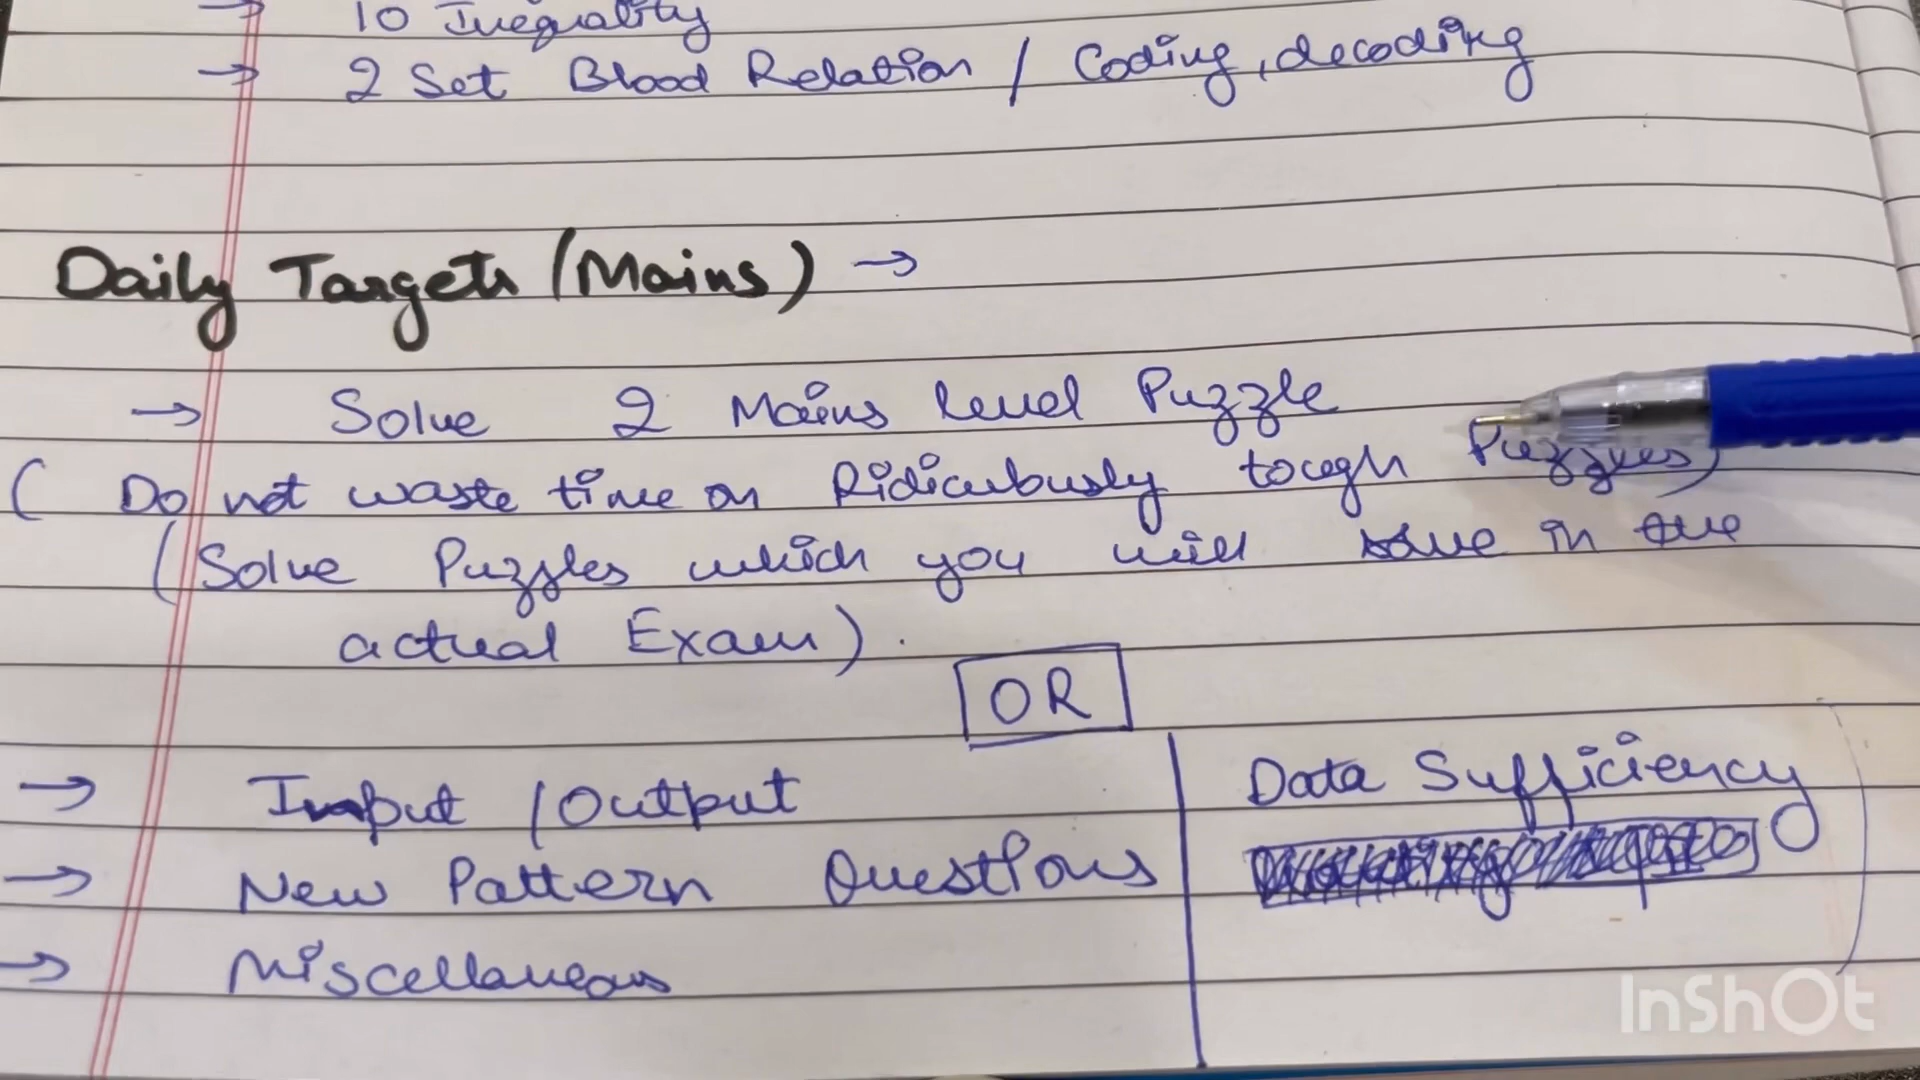 → 10 Inequality
→ 2 Set Blood Relation / Coding, decoding
Daily Targets (Mains) →
→ Solve 2 Mains level Puzzle
( Do not waste time on Ridiculously tough Puzzles)
(Solve Puzzles which you will solve in the
actual Exam).
OR
→ Input / Output
Data Sufficiency
→ New Pattern Questions
→ Miscellaneous
InShOt